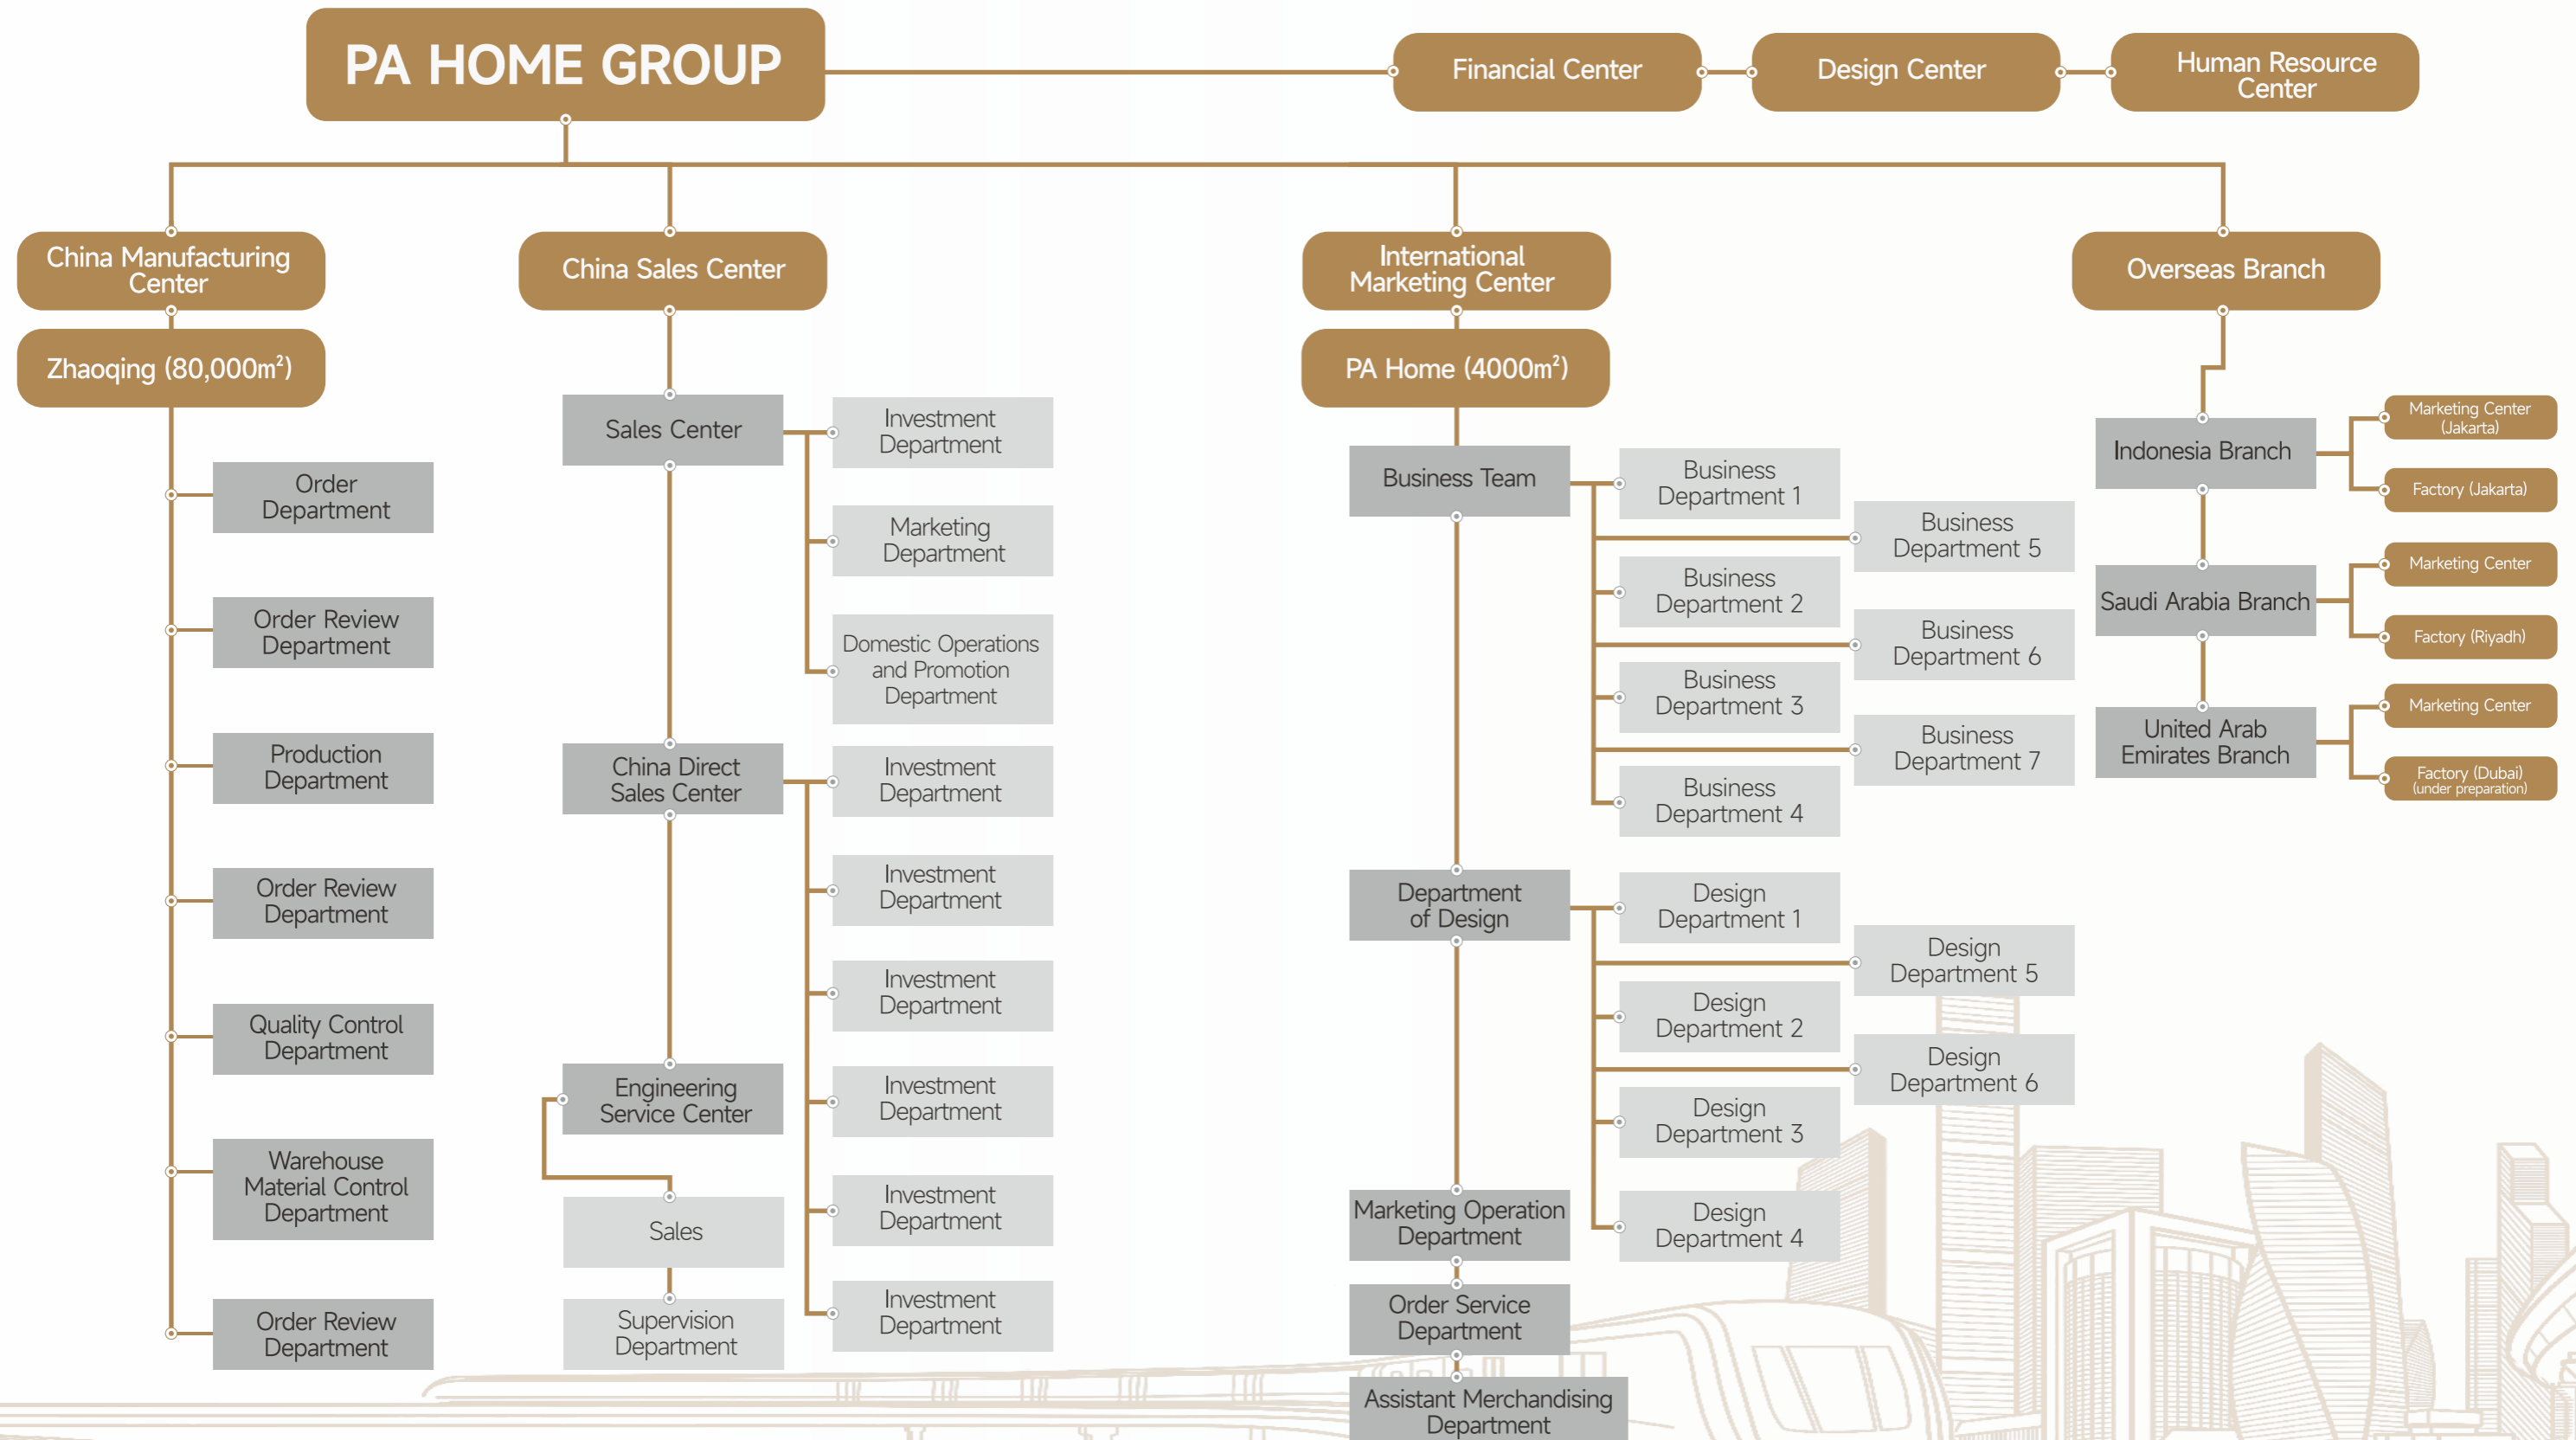 PA HOME GROUP
Financial Center
Design Center
Human Resource
Center
China Manufacturing
Center
Zhaoqing (80,000m²)
Order
Department
Order Review
Department
Production
Department
Order Review
Department
Quality Control
Department
Warehouse
Material Control
Department
Order Review
Department
China Sales Center
Sales Center
Investment
Department
Marketing
Department
Domestic Operations
and Promotion
Department
China Direct
Sales Center
Investment
Department
Investment
Department
Investment
Department
Investment
Department
Investment
Department
Investment
Department
Engineering
Service Center
Sales
Supervision
Department
International
Marketing Center
PA Home (4000m²)
Business Team
Business
Department 1
Business
Department 5
Business
Department 2
Business
Department 6
Business
Department 3
Business
Department 7
Business
Department 4
Department
of Design
Design
Department 1
Design
Department 5
Design
Department 2
Design
Department 6
Design
Department 3
Design
Department 4
Marketing Operation
Department
Order Service
Department
Assistant Merchandising
Department
Overseas Branch
Indonesia Branch
Marketing Center
(Jakarta)
Factory (Jakarta)
Saudi Arabia Branch
Marketing Center
Factory (Riyadh)
United Arab
Emirates Branch
Marketing Center
Factory (Dubai)
(under preparation)